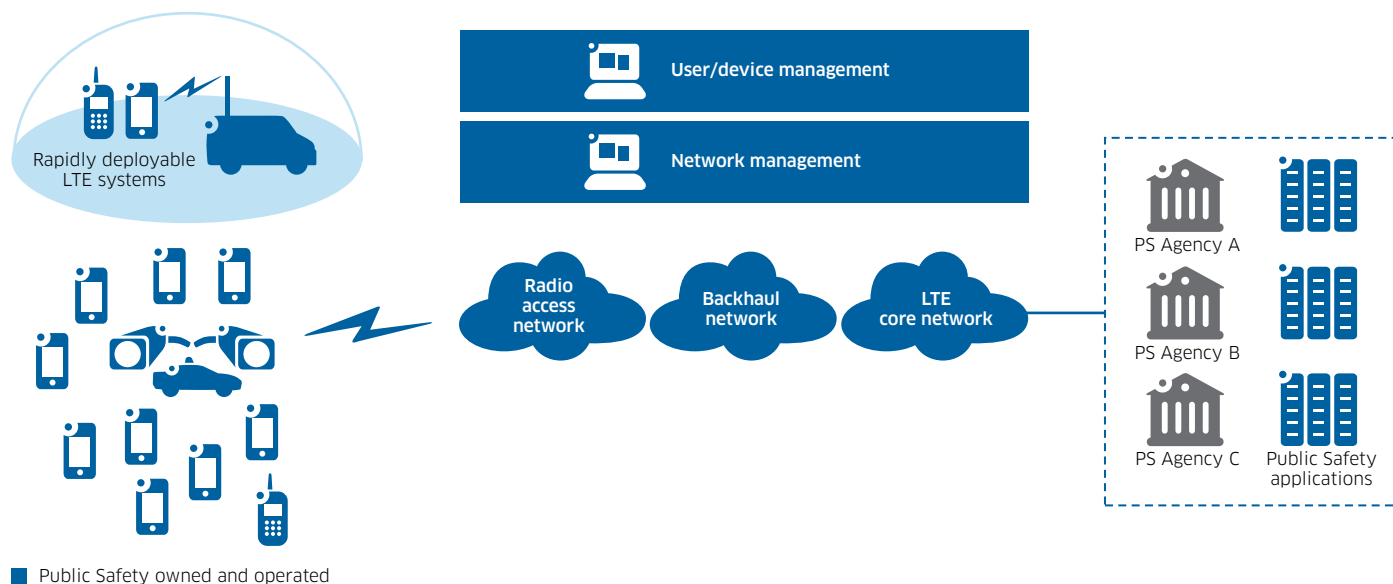 Rapidly deployable
LTE systems
User/device management
Network management
Radio
access
network
Backhaul
network
LTE
core network
PS Agency A
PS Agency B
PS Agency C
Public Safety
applications
Public Safety owned and operated